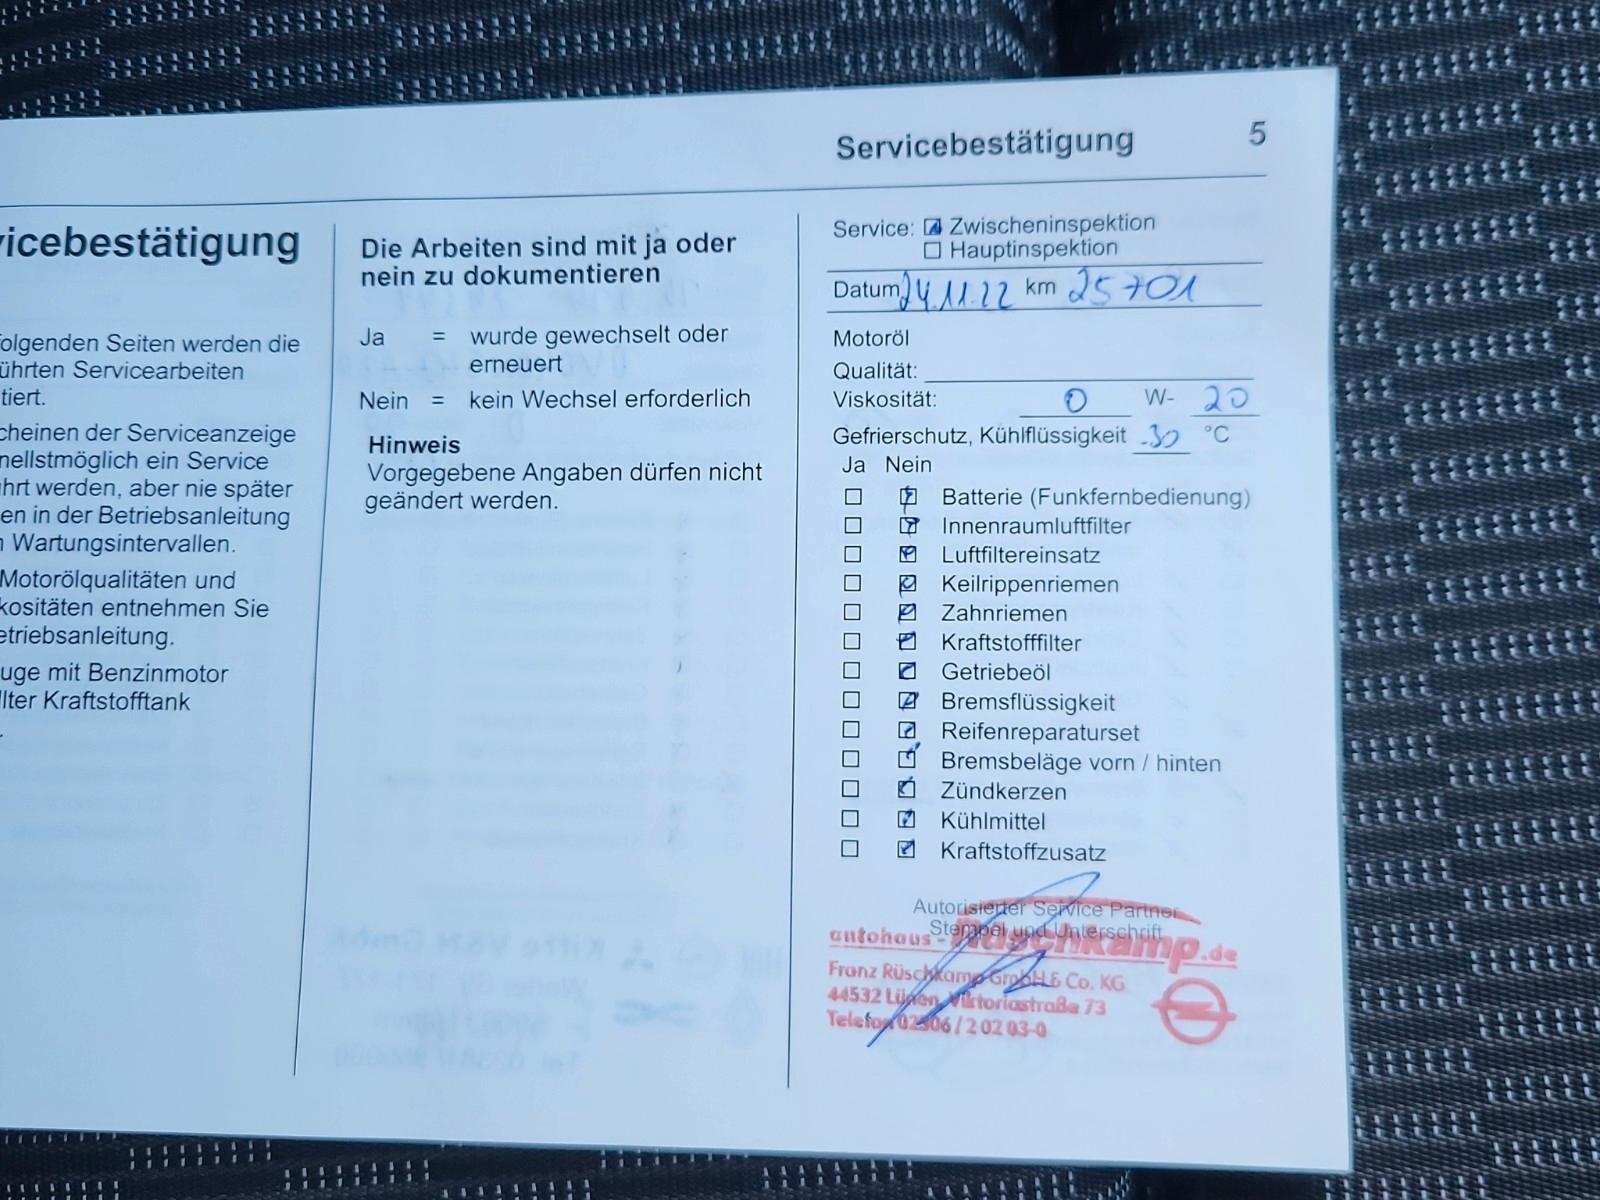 Servicebestätigung 5
icebestätigung
folgenden Seiten werden die
ührten Servicearbeiten
tiert.
cheinen der Serviceanzeige
nellstmöglich ein Service
hrt werden, aber nie später
en in der Betriebsanleitung
n Wartungsintervallen.
Motorölqualitäten und
kositäten entnehmen Sie
etriebsanleitung.
uge mit Benzinmotor
llter Kraftstofftank
Die Arbeiten sind mit ja oder
nein zu dokumentieren
Ja = wurde gewechselt oder
erneuert
Nein = kein Wechsel erforderlich
Hinweis
Vorgegebene Angaben dürfen nicht
geändert werden.
Service: Zwischeninspektion
Hauptinspektion
Datum 24.11.22 km 25701
Motoröl
Qualität:
Viskosität: 0 W- 20
Gefrierschutz, Kühlflüssigkeit -30 °C
Ja Nein
Batterie (Funkfernbedienung)
Innenraumluftfilter
Luftfiltereinsatz
Keilrippenriemen
Zahnriemen
Kraftstofffilter
Getriebeöl
Bremsflüssigkeit
Reifenreparaturset
Bremsbeläge vorn / hinten
Zündkerzen
Kühlmittel
Kraftstoffzusatz
Autorisierter Service Partner
Stempel und Unterschrift
autohaus-Rüschkamp.de
Franz Rüschkamp GmbH & Co. KG
44532 Lünen, Viktoriastraße 73
Telefon 02306/2 02 03-0